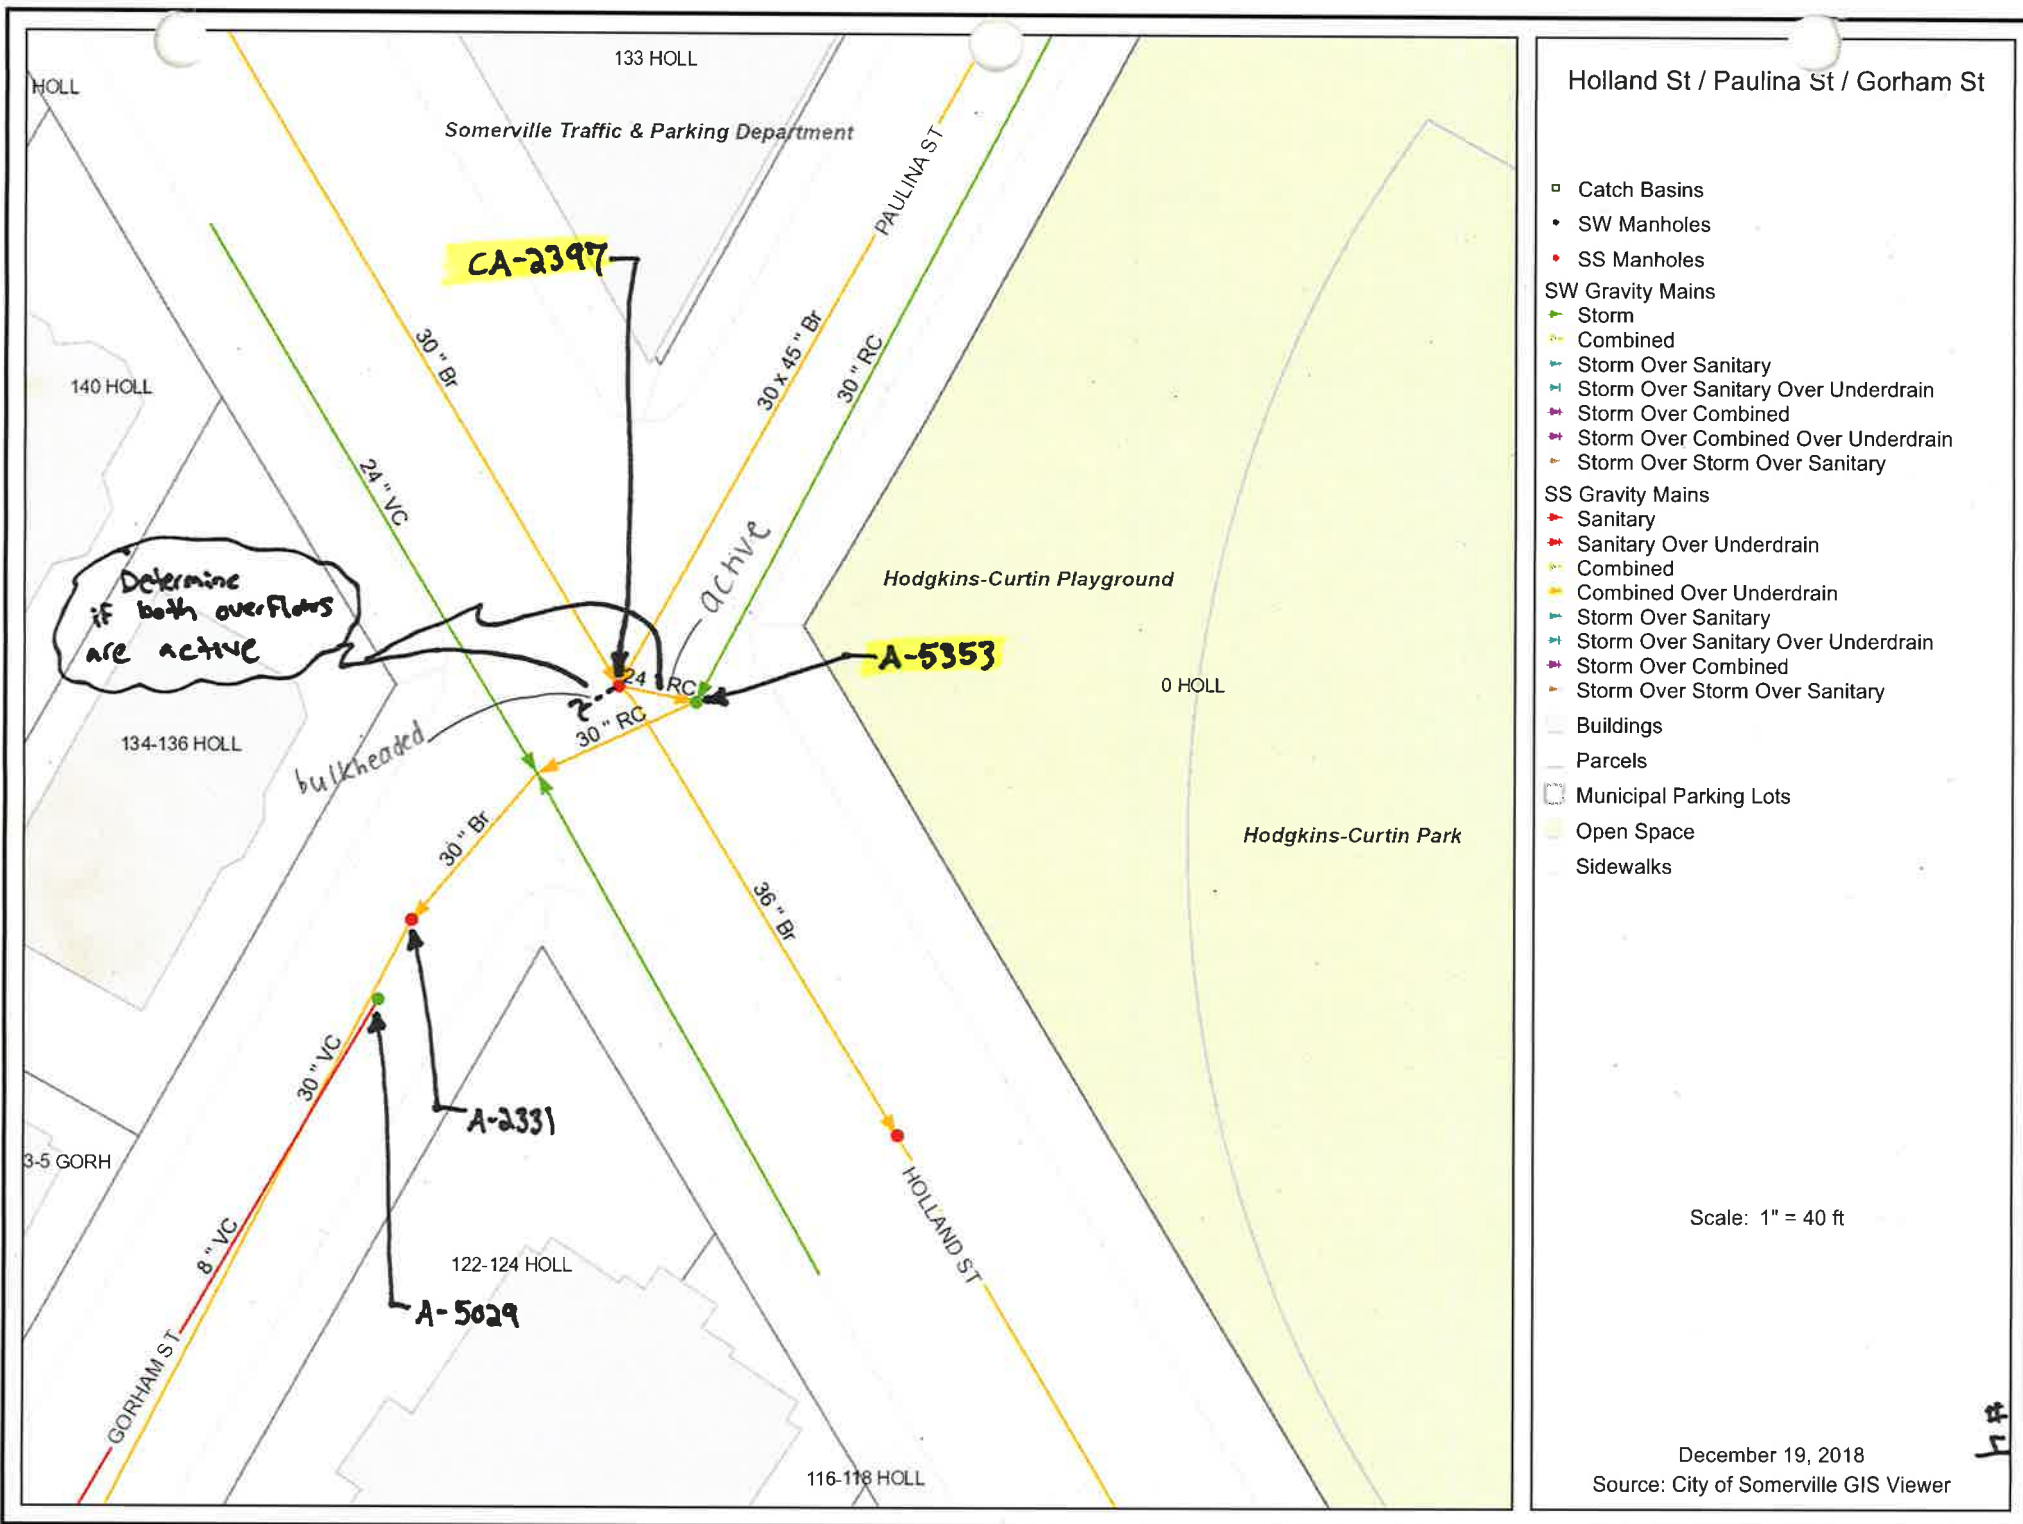 HOLL
133 HOLL
Somerville Traffic & Parking Department
PAULINA ST
CA-2397
30 " Br
30 x 45 " Br
30 " RC
140 HOLL
24 " VC
active
Determine
if both overflows
are active
Hodgkins-Curtin Playground
A-5353
0 HOLL
24 " RC
30 " RC
bulkheaded
134-136 HOLL
30 " Br
36 " Br
Hodgkins-Curtin Park
30 " VC
A-2331
3-5 GORH
8 " VC
HOLLAND ST
122-124 HOLL
A-5029
GORHAM ST
116-118 HOLL
Holland St / Paulina St / Gorham St
Catch Basins
SW Manholes
SS Manholes
SW Gravity Mains
Storm
Combined
Storm Over Sanitary
Storm Over Sanitary Over Underdrain
Storm Over Combined
Storm Over Combined Over Underdrain
Storm Over Storm Over Sanitary
SS Gravity Mains
Sanitary
Sanitary Over Underdrain
Combined
Combined Over Underdrain
Storm Over Sanitary
Storm Over Sanitary Over Underdrain
Storm Over Combined
Storm Over Storm Over Sanitary
Buildings
Parcels
Municipal Parking Lots
Open Space
Sidewalks
Scale: 1" = 40 ft
December 19, 2018
Source: City of Somerville GIS Viewer